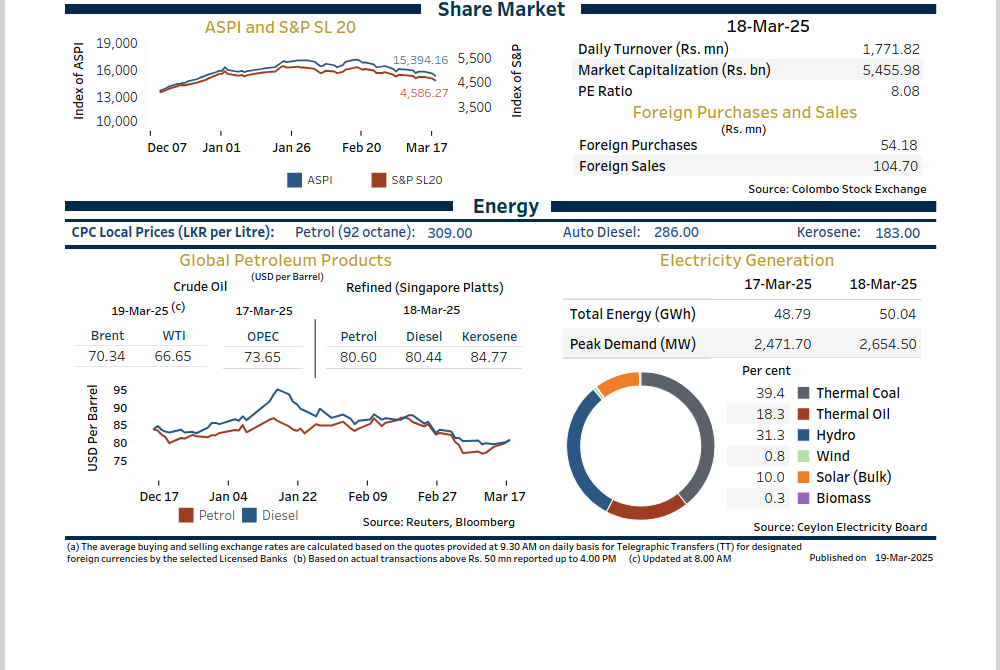 Share Market
ASPI and S&P SL 20
Index of ASPI
19,000
16,000
13,000
10,000
15,394.16
4,586.27
5,500
4,500
3,500
Index of S&P
Dec 07 Jan 01 Jan 26 Feb 20 Mar 17
ASPI S&P SL20
18-Mar-25
Daily Turnover (Rs. mn) 1,771.82
Market Capitalization (Rs. bn) 5,455.98
PE Ratio 8.08
Foreign Purchases and Sales
(Rs. mn)
Foreign Purchases 54.18
Foreign Sales 104.70
Source: Colombo Stock Exchange
Energy
CPC Local Prices (LKR per Litre): Petrol (92 octane): 309.00 Auto Diesel: 286.00 Kerosene: 183.00
Global Petroleum Products
(USD per Barrel)
Crude Oil Refined (Singapore Platts)
19-Mar-25 (c) 17-Mar-25 18-Mar-25
Brent WTI OPEC Petrol Diesel Kerosene
70.34 66.65 73.65 80.60 80.44 84.77
USD Per Barrel
95
90
85
80
75
Dec 17 Jan 04 Jan 22 Feb 09 Feb 27 Mar 17
Petrol Diesel
Source: Reuters, Bloomberg
Electricity Generation
17-Mar-25 18-Mar-25
Total Energy (GWh) 48.79 50.04
Peak Demand (MW) 2,471.70 2,654.50
Per cent
39.4 Thermal Coal
18.3 Thermal Oil
31.3 Hydro
0.8 Wind
10.0 Solar (Bulk)
0.3 Biomass
Source: Ceylon Electricity Board
(a) The average buying and selling exchange rates are calculated based on the quotes provided at 9.30 AM on daily basis for Telegraphic Transfers (TT) for designated
foreign currencies by the selected Licensed Banks (b) Based on actual transactions above Rs. 50 mn reported up to 4.00 PM (c) Updated at 8.00 AM
Published on 19-Mar-2025